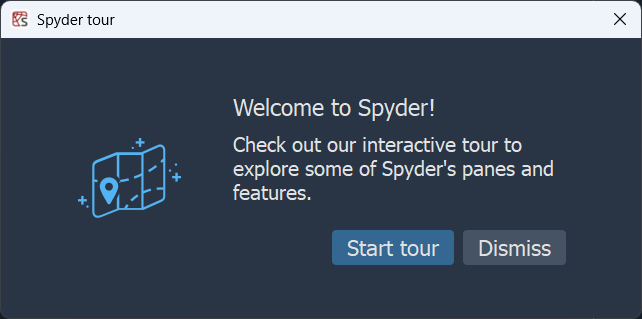 Spyder tour
Welcome to Spyder!
Check out our interactive tour to
explore some of Spyder's panes and
features.
Start tour
Dismiss